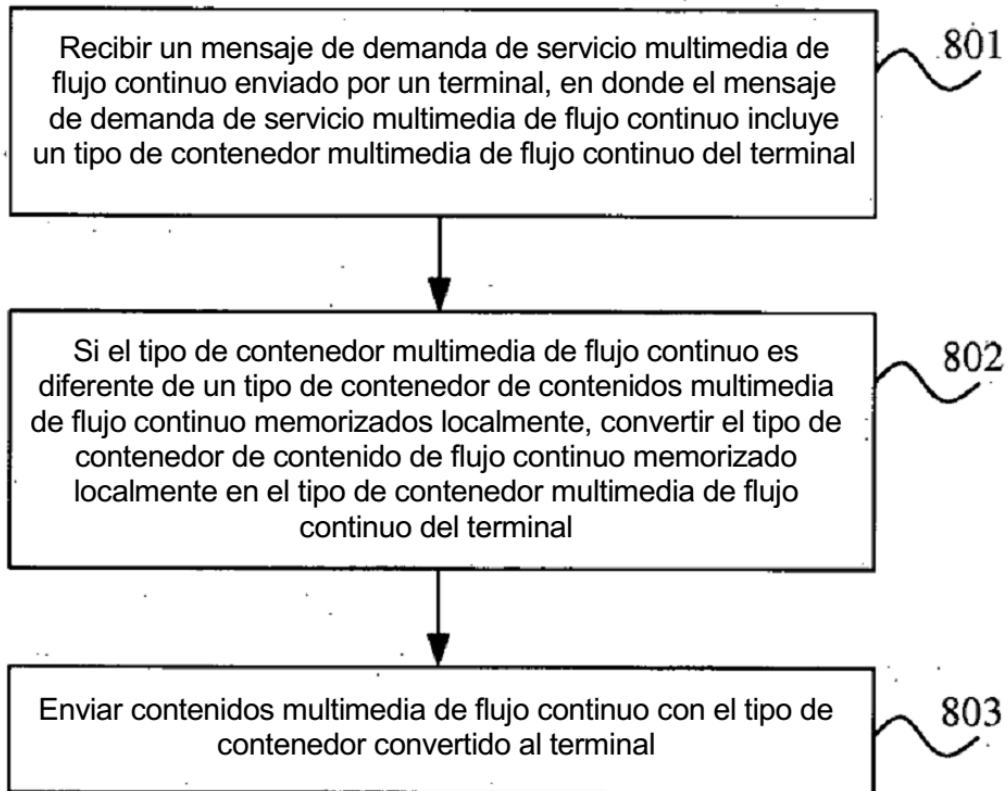 Recibir un mensaje de demanda de servicio multimedia de
flujo continuo enviado por un terminal, en donde el mensaje
de demanda de servicio multimedia de flujo continuo incluye
un tipo de contenedor multimedia de flujo continuo del terminal
801
Si el tipo de contenedor multimedia de flujo continuo es
diferente de un tipo de contenedor de contenidos multimedia
de flujo continuo memorizados localmente, convertir el tipo de
contenedor de contenido de flujo continuo memorizado
localmente en el tipo de contenedor multimedia de flujo
continuo del terminal
802
Enviar contenidos multimedia de flujo continuo con el tipo de
contenedor convertido al terminal
803